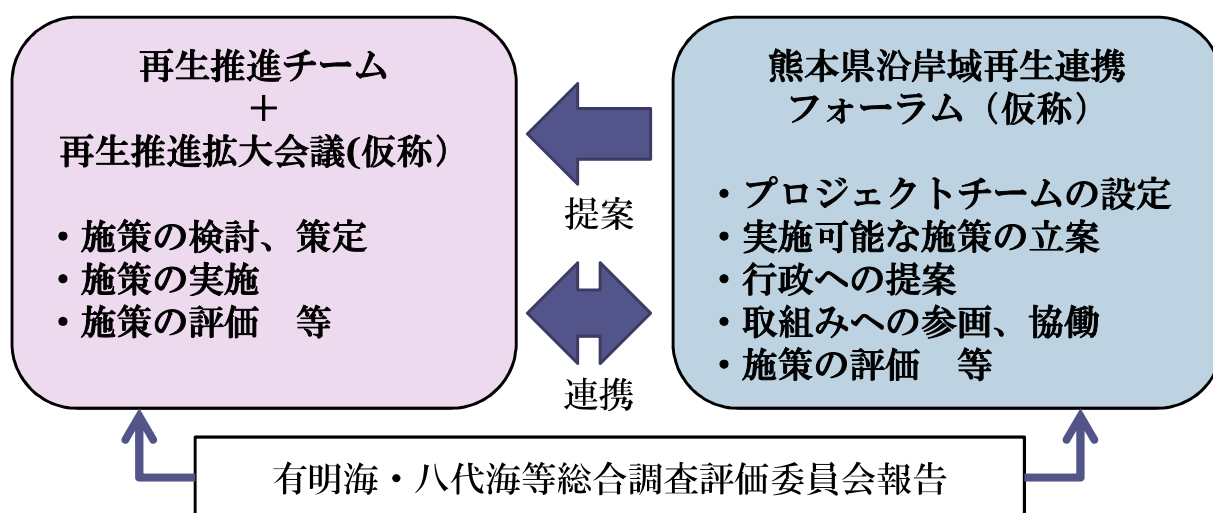 再生推進チーム
＋
再生推進拡大会議(仮称）
・施策の検討、策定
・施策の実施
・施策の評価　等
提案
連携
熊本県沿岸域再生連携
フォーラム（仮称）
・プロジェクトチームの設定
・実施可能な施策の立案
・行政への提案
・取組みへの参画、協働
・施策の評価　等
有明海・八代海等総合調査評価委員会報告